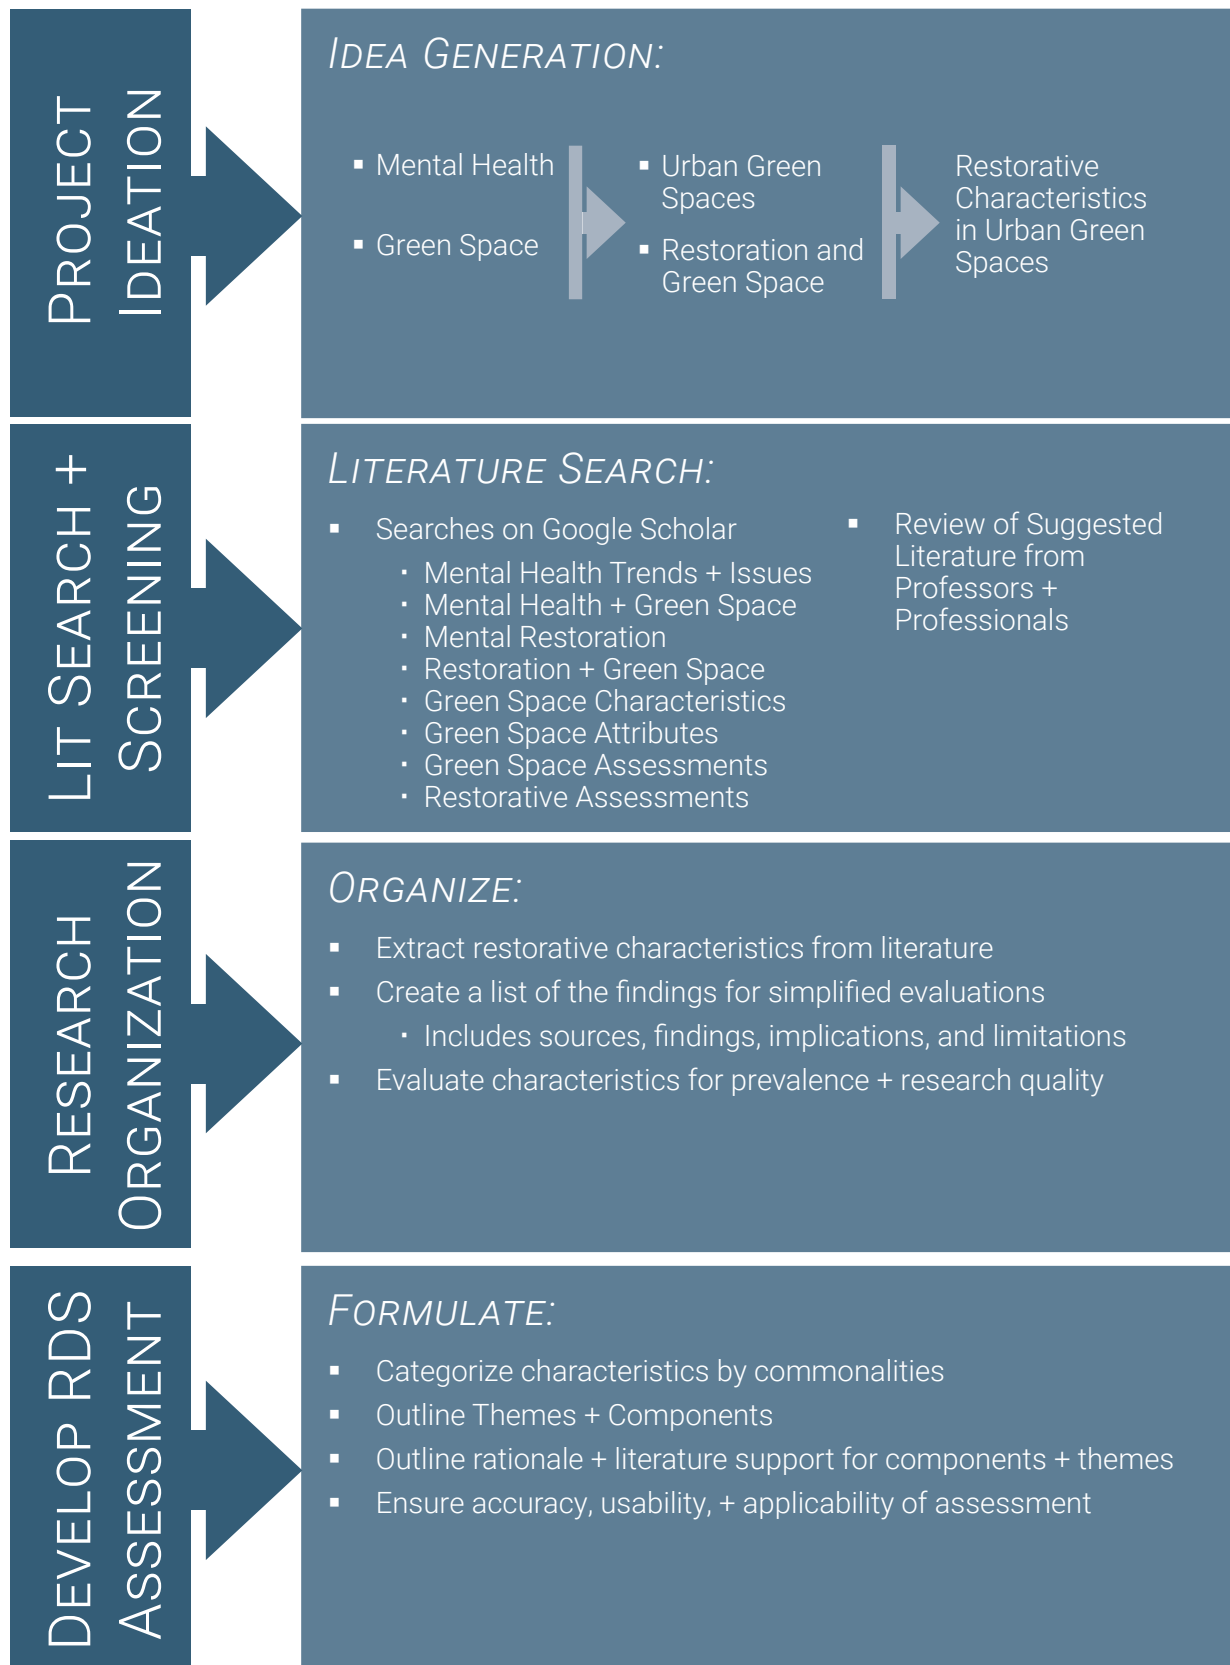 PROJECT
IDEATION
IDEA GENERATION:
▪ Mental Health
▪ Green Space
▪ Urban Green
Spaces
▪ Restoration and
Green Space
Restorative
Characteristics
in Urban Green
Spaces
LIT SEARCH +
SCREENING
LITERATURE SEARCH:
▪ Searches on Google Scholar
· Mental Health Trends + Issues
· Mental Health + Green Space
· Mental Restoration
· Restoration + Green Space
· Green Space Characteristics
· Green Space Attributes
· Green Space Assessments
· Restorative Assessments
▪ Review of Suggested
Literature from
Professors +
Professionals
RESEARCH
ORGANIZATION
ORGANIZE:
▪ Extract restorative characteristics from literature
▪ Create a list of the findings for simplified evaluations
· Includes sources, findings, implications, and limitations
▪ Evaluate characteristics for prevalence + research quality
DEVELOP RDS
ASSESSMENT
FORMULATE:
▪ Categorize characteristics by commonalities
▪ Outline Themes + Components
▪ Outline rationale + literature support for components + themes
▪ Ensure accuracy, usability, + applicability of assessment